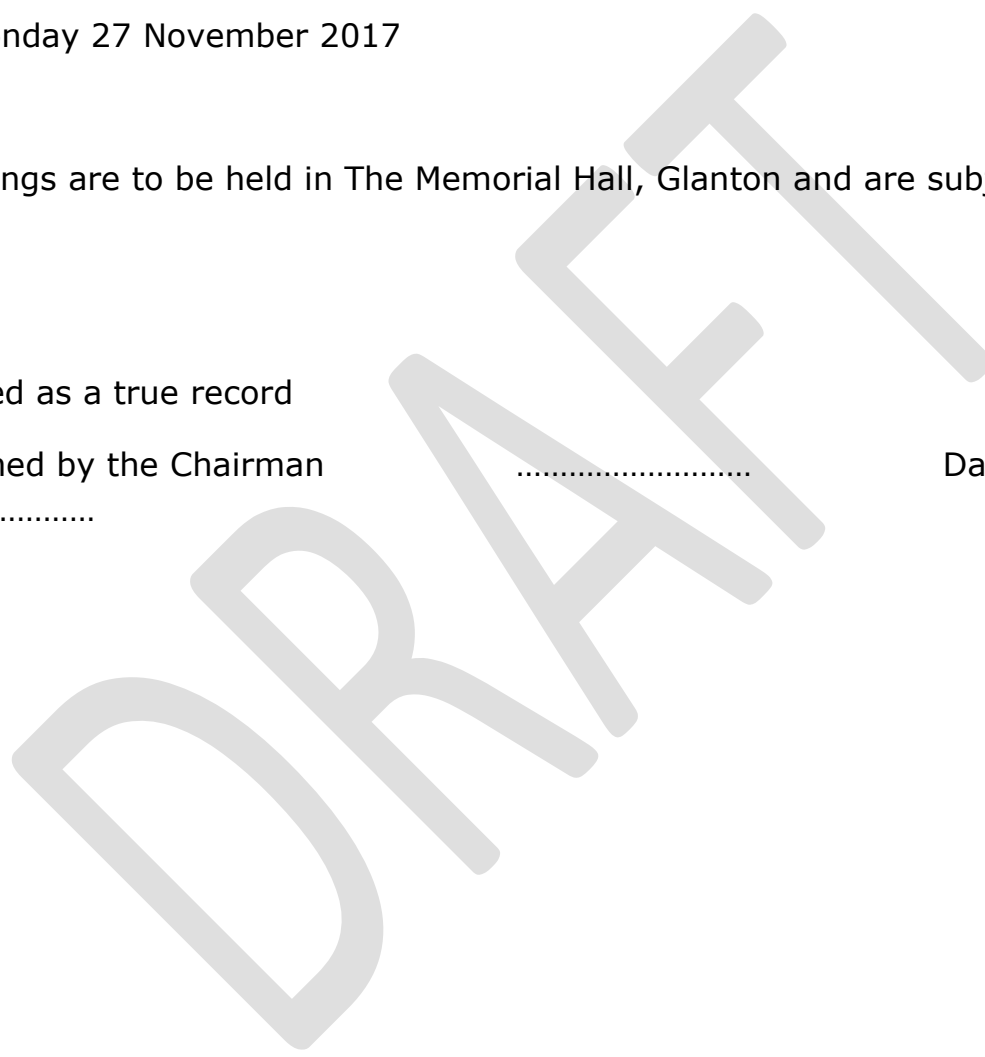 nday 27 November 2017
ngs are to be held in The Memorial Hall, Glanton and are sub
ed as a true record
ned by the Chairman ........................... Da
............
DRAFT